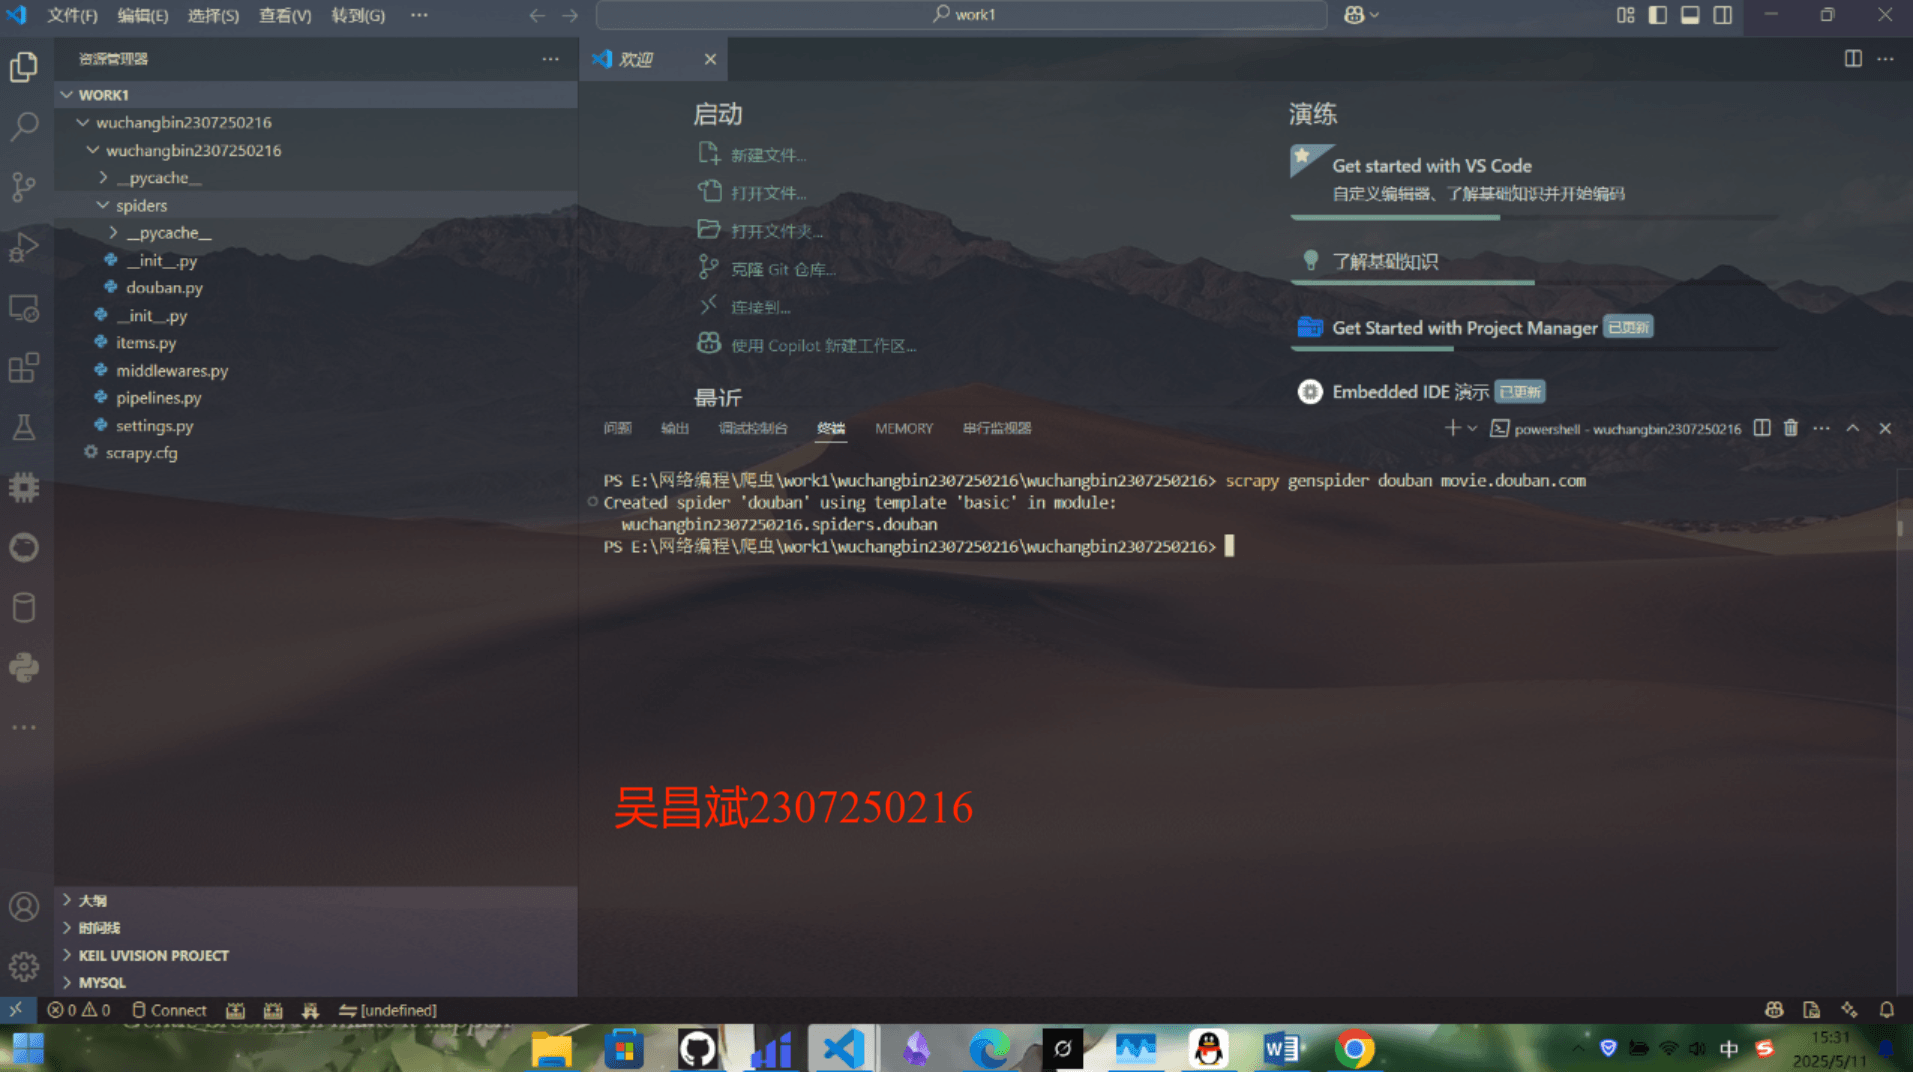 文件(F) 编辑(E) 选择(S) 查看(V) 转到(G) ···
work1
资源管理器
欢迎
WORK1
wuchangbin2307250216
wuchangbin2307250216
__pycache__
spiders
__pycache__
__init__.py
douban.py
__init__.py
items.py
middlewares.py
pipelines.py
settings.py
scrapy.cfg
启动
新建文件...
打开文件...
打开文件夹...
克隆 Git 仓库...
连接到...
使用 Copilot 新建工作区...
最近
演练
Get started with VS Code
自定义编辑器、了解基础知识并开始编码
了解基础知识
Get Started with Project Manager 已更新
Embedded IDE 演示 已更新
问题 输出 调试控制台 终端 MEMORY 串行监视器
powershell - wuchangbin2307250216
PS E:\网络编程\爬虫\work1\wuchangbin2307250216\wuchangbin2307250216> scrapy genspider douban movie.douban.com
Created spider 'douban' using template 'basic' in module:
wuchangbin2307250216.spiders.douban
PS E:\网络编程\爬虫\work1\wuchangbin2307250216\wuchangbin2307250216>
吴昌斌2307250216
大纲
时间线
KEIL UVISION PROJECT
MYSQL
0 0 Connect [undefined]
中
15:31
2025/5/11